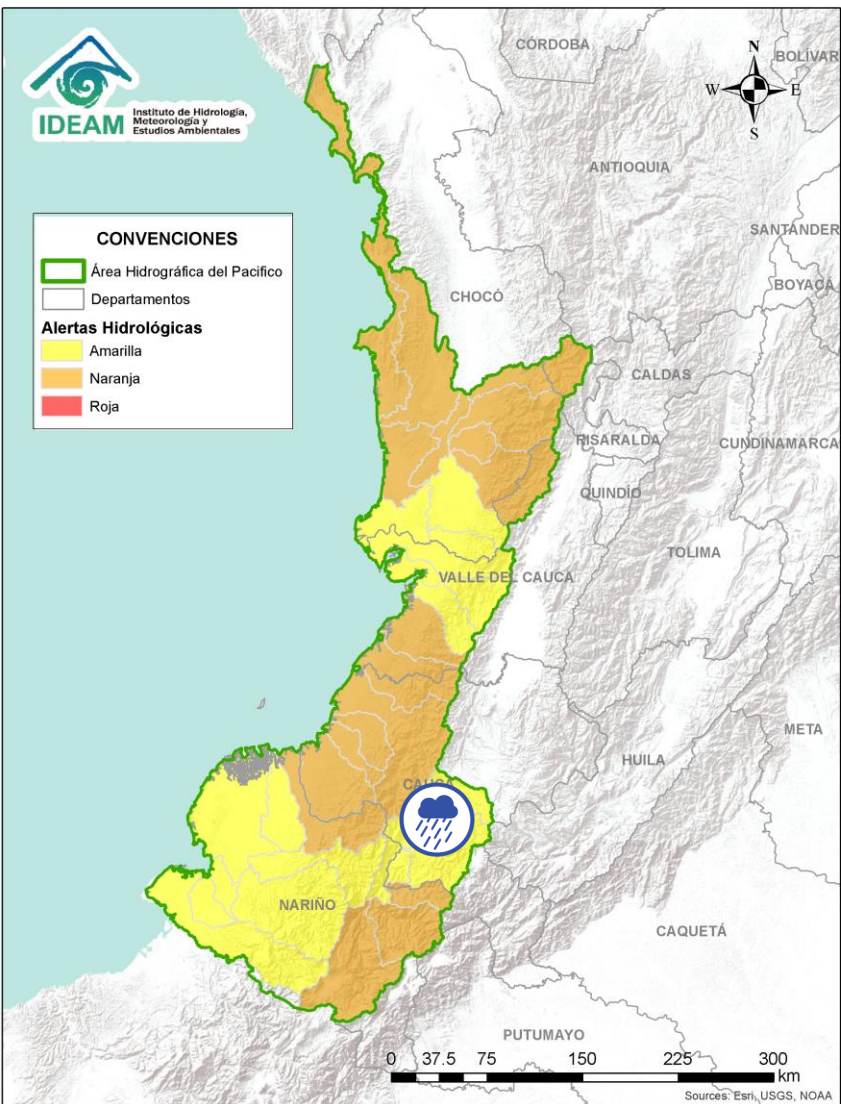 IDEAM
Instituto de Hidrología,
Meteorología y
Estudios Ambientales
CONVENCIONES
Área Hidrográfica del Pacifico
Departamentos
Alertas Hidrológicas
Amarilla
Naranja
Roja
N
W
E
S
CÓRDOBA
BOLÍVAR
ANTIOQUIA
SANTANDER
BOYACÁ
CHOCÓ
CALDAS
RISARALDA
CUNDINAMARCA
QUINDÍO
TOLIMA
VALLE DEL CAUCA
META
HUILA
CAUCA
NARIÑO
CAQUETÁ
PUTUMAYO
0 37.5 75 150 225 300
km
Sources: Esri, USGS, NOAA